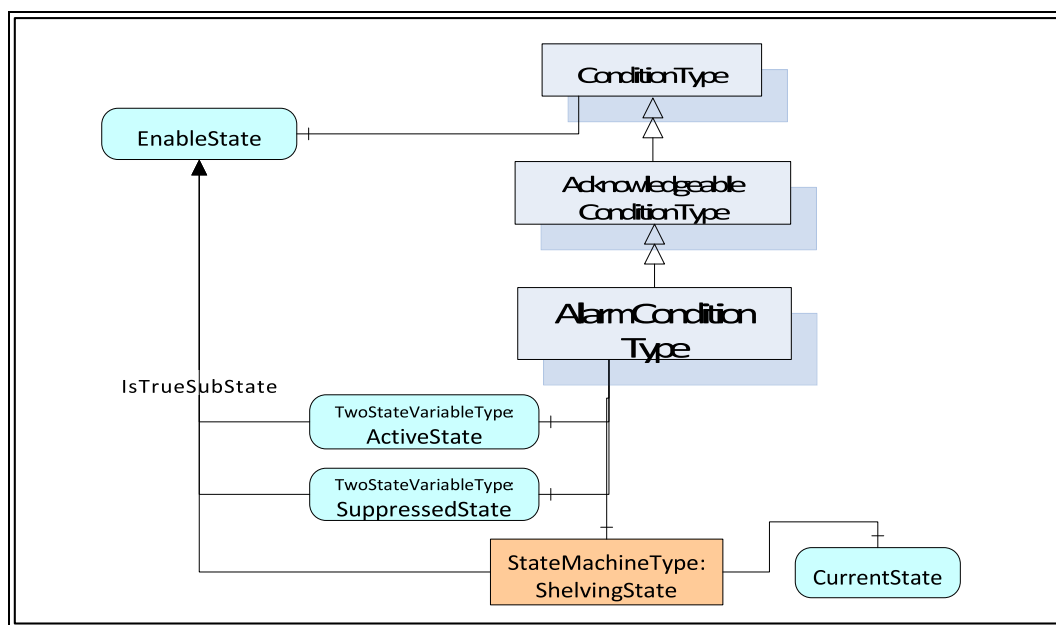 ConditionType
EnableState
Acknowledgeable
ConditionType
AlarmCondition
Type
IsTrueSubState
TwoStateVariableType:
ActiveState
TwoStateVariableType:
SuppressedState
StateMachineType:
ShelvingState
CurrentState